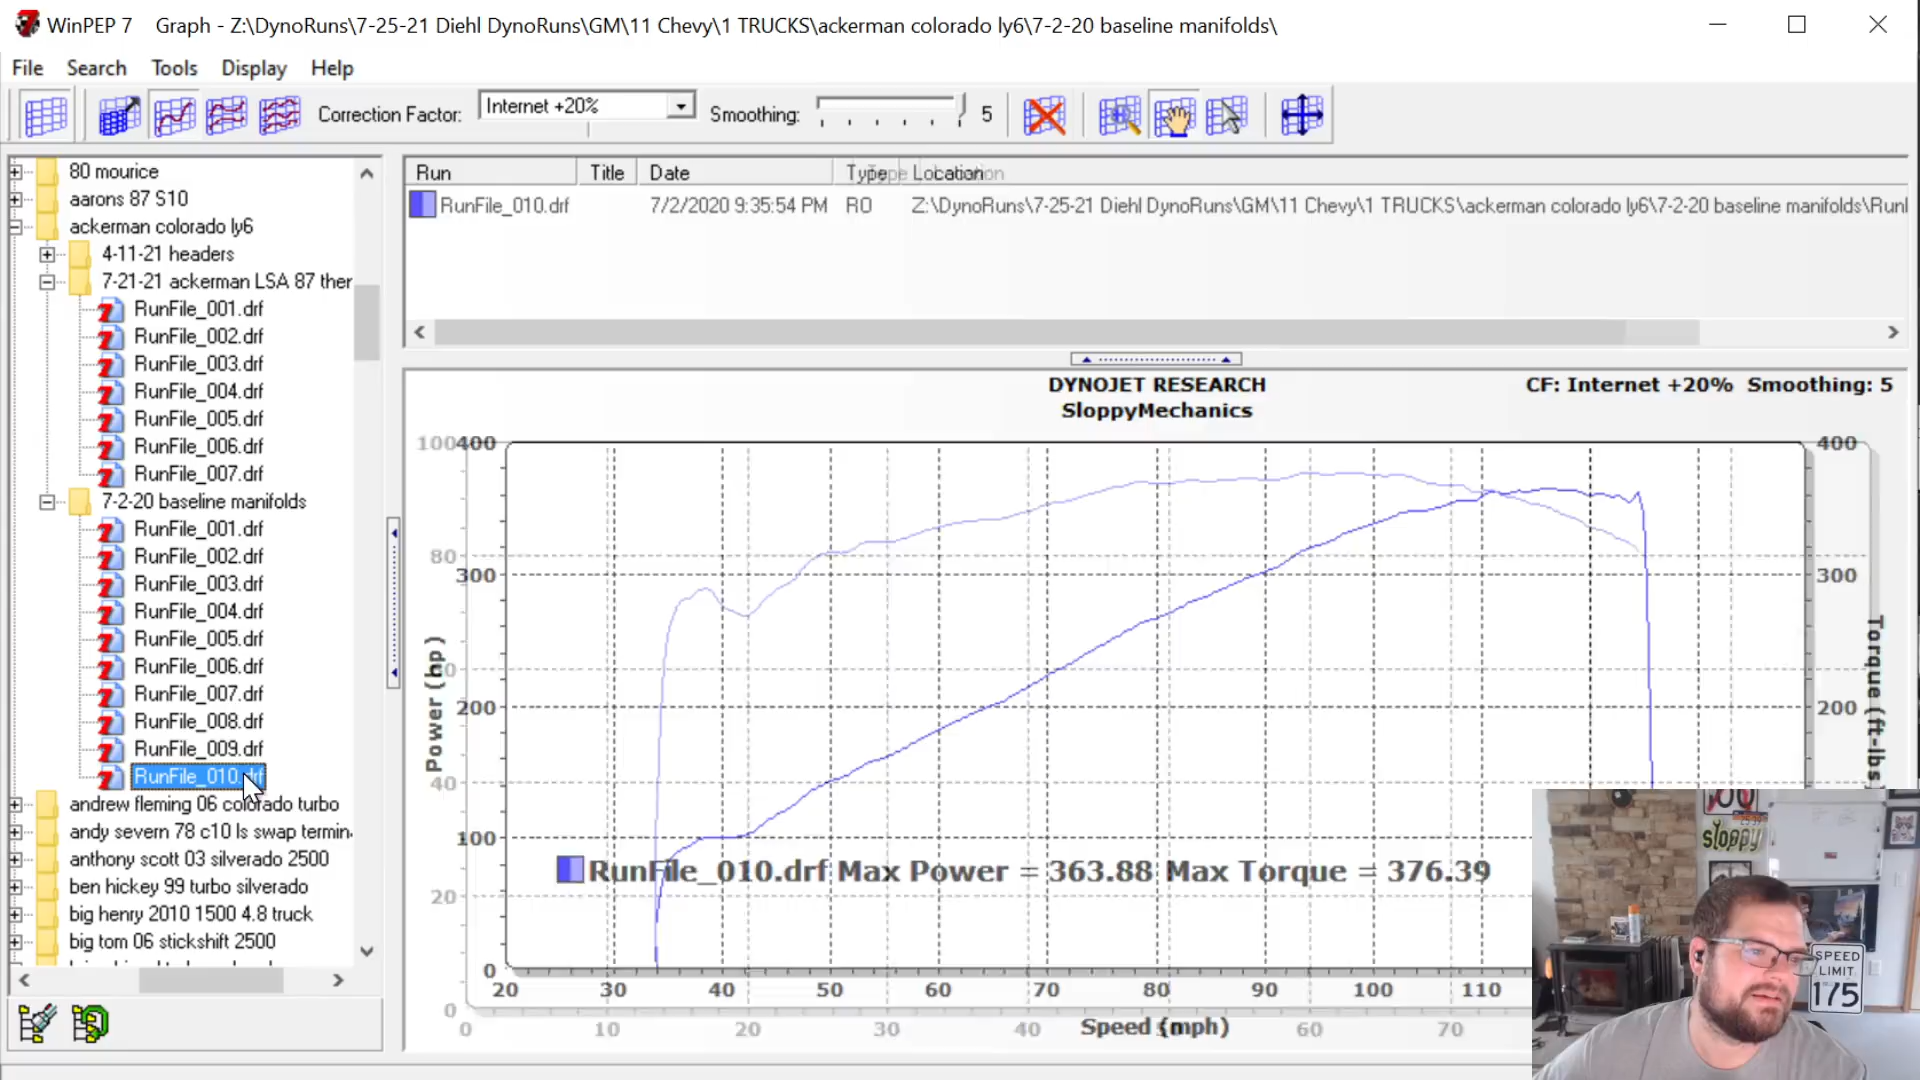 WinPEP 7 Graph - Z:\DynoRuns\7-25-21 Diehl DynoRuns\GM\11 Chevy\1 TRUCKS\ackerman colorado ly6\7-2-20 baseline manifolds\
File Search Tools Display Help
Correction Factor: Internet +20% Smoothing: 5
80 mourice
aarons 87 S10
ackerman colorado ly6
4-11-21 headers
7-21-21 ackerman LSA 87 ther
RunFile_001.drf
RunFile_002.drf
RunFile_003.drf
RunFile_004.drf
RunFile_005.drf
RunFile_006.drf
RunFile_007.drf
7-2-20 baseline manifolds
RunFile_001.drf
RunFile_002.drf
RunFile_003.drf
RunFile_004.drf
RunFile_005.drf
RunFile_006.drf
RunFile_007.drf
RunFile_008.drf
RunFile_009.drf
RunFile_010.drf
andrew fleming 06 colorado turbo
andy severn 78 c10 ls swap termin
anthony scott 03 silverado 2500
ben hickey 99 turbo silverado
big henry 2010 1500 4.8 truck
big tom 06 stickshift 2500
Run Title Date Type Location
RunFile_010.drf 7/2/2020 9:35:54 PM RO Z:\DynoRuns\7-25-21 Diehl DynoRuns\GM\11 Chevy\1 TRUCKS\ackerman colorado ly6\7-2-20 baseline manifolds\Runl
DYNOJET RESEARCH
SloppyMechanics
CF: Internet +20% Smoothing: 5
100 400 400
80
300 300
200 200
40
100
20
0
0
Power (hp)
Torque (ft-lbs
RunFile_010.drf Max Power = 363.88 Max Torque = 376.39
20 30 40 50 60 70 80 90 100 110
0 10 20 30 40 60 70
Speed (mph)
sloppy
SPEED
LIMIT
175